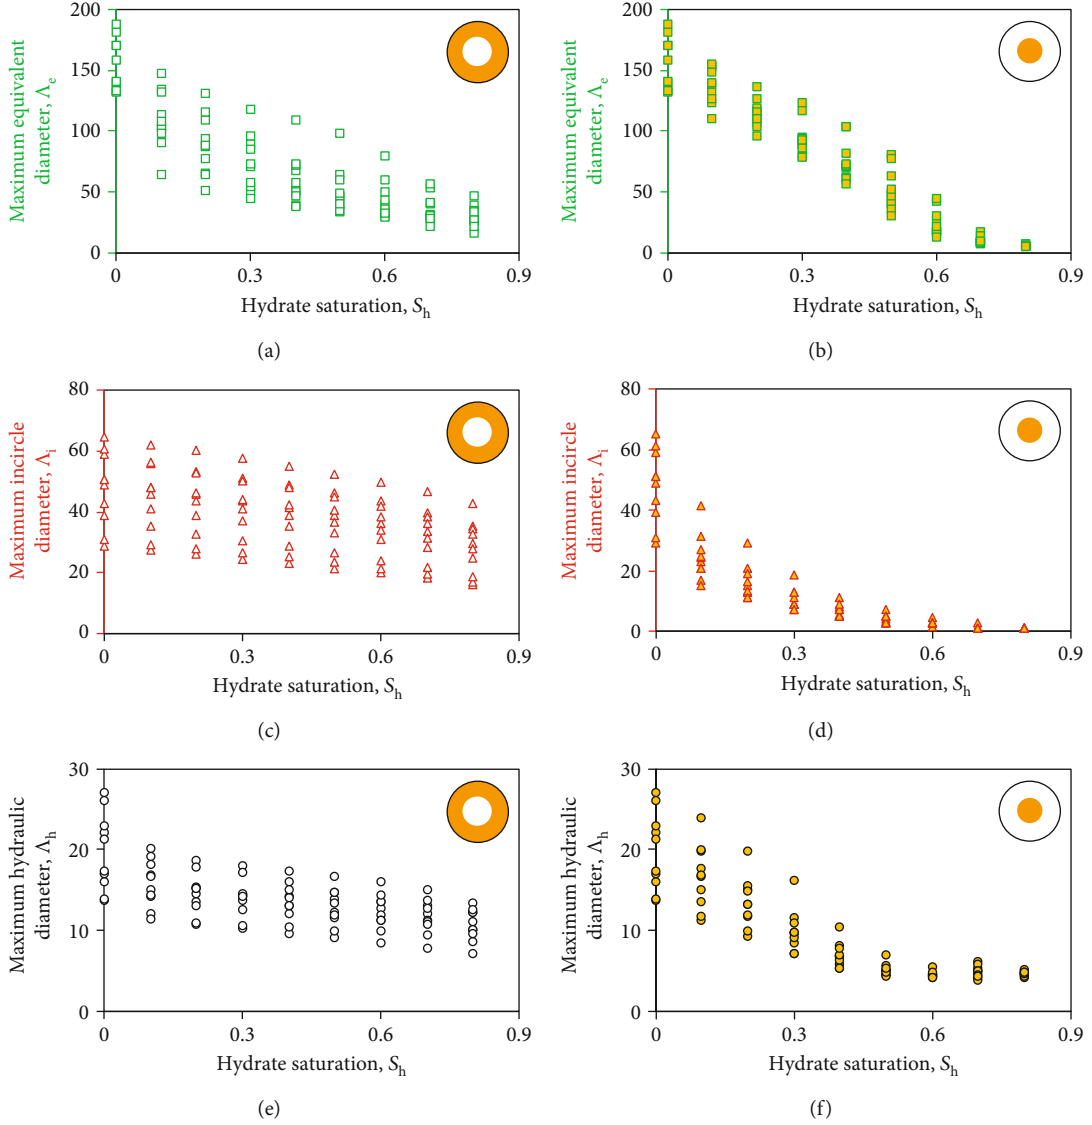 200
150
100
50
0
0
0.3
0.6
0.9
Maximum equivalent
diameter, Λe
Hydrate saturation, Sh
(a)
200
150
100
50
0
0
0.3
0.6
0.9
Maximum equivalent
diameter, Λe
Hydrate saturation, Sh
(b)
80
60
40
20
0
0
0.3
0.6
0.9
Maximum incircle
diameter, Λi
Hydrate saturation, Sh
(c)
80
60
40
20
0
0
0.3
0.6
0.9
Maximum incircle
diameter, Λi
Hydrate saturation, Sh
(d)
30
20
10
0
0
0.3
0.6
0.9
Maximum hydraulic
diameter, Λh
Hydrate saturation, Sh
(e)
30
20
10
0
0
0.3
0.6
0.9
Maximum hydraulic
diameter, Λh
Hydrate saturation, Sh
(f)